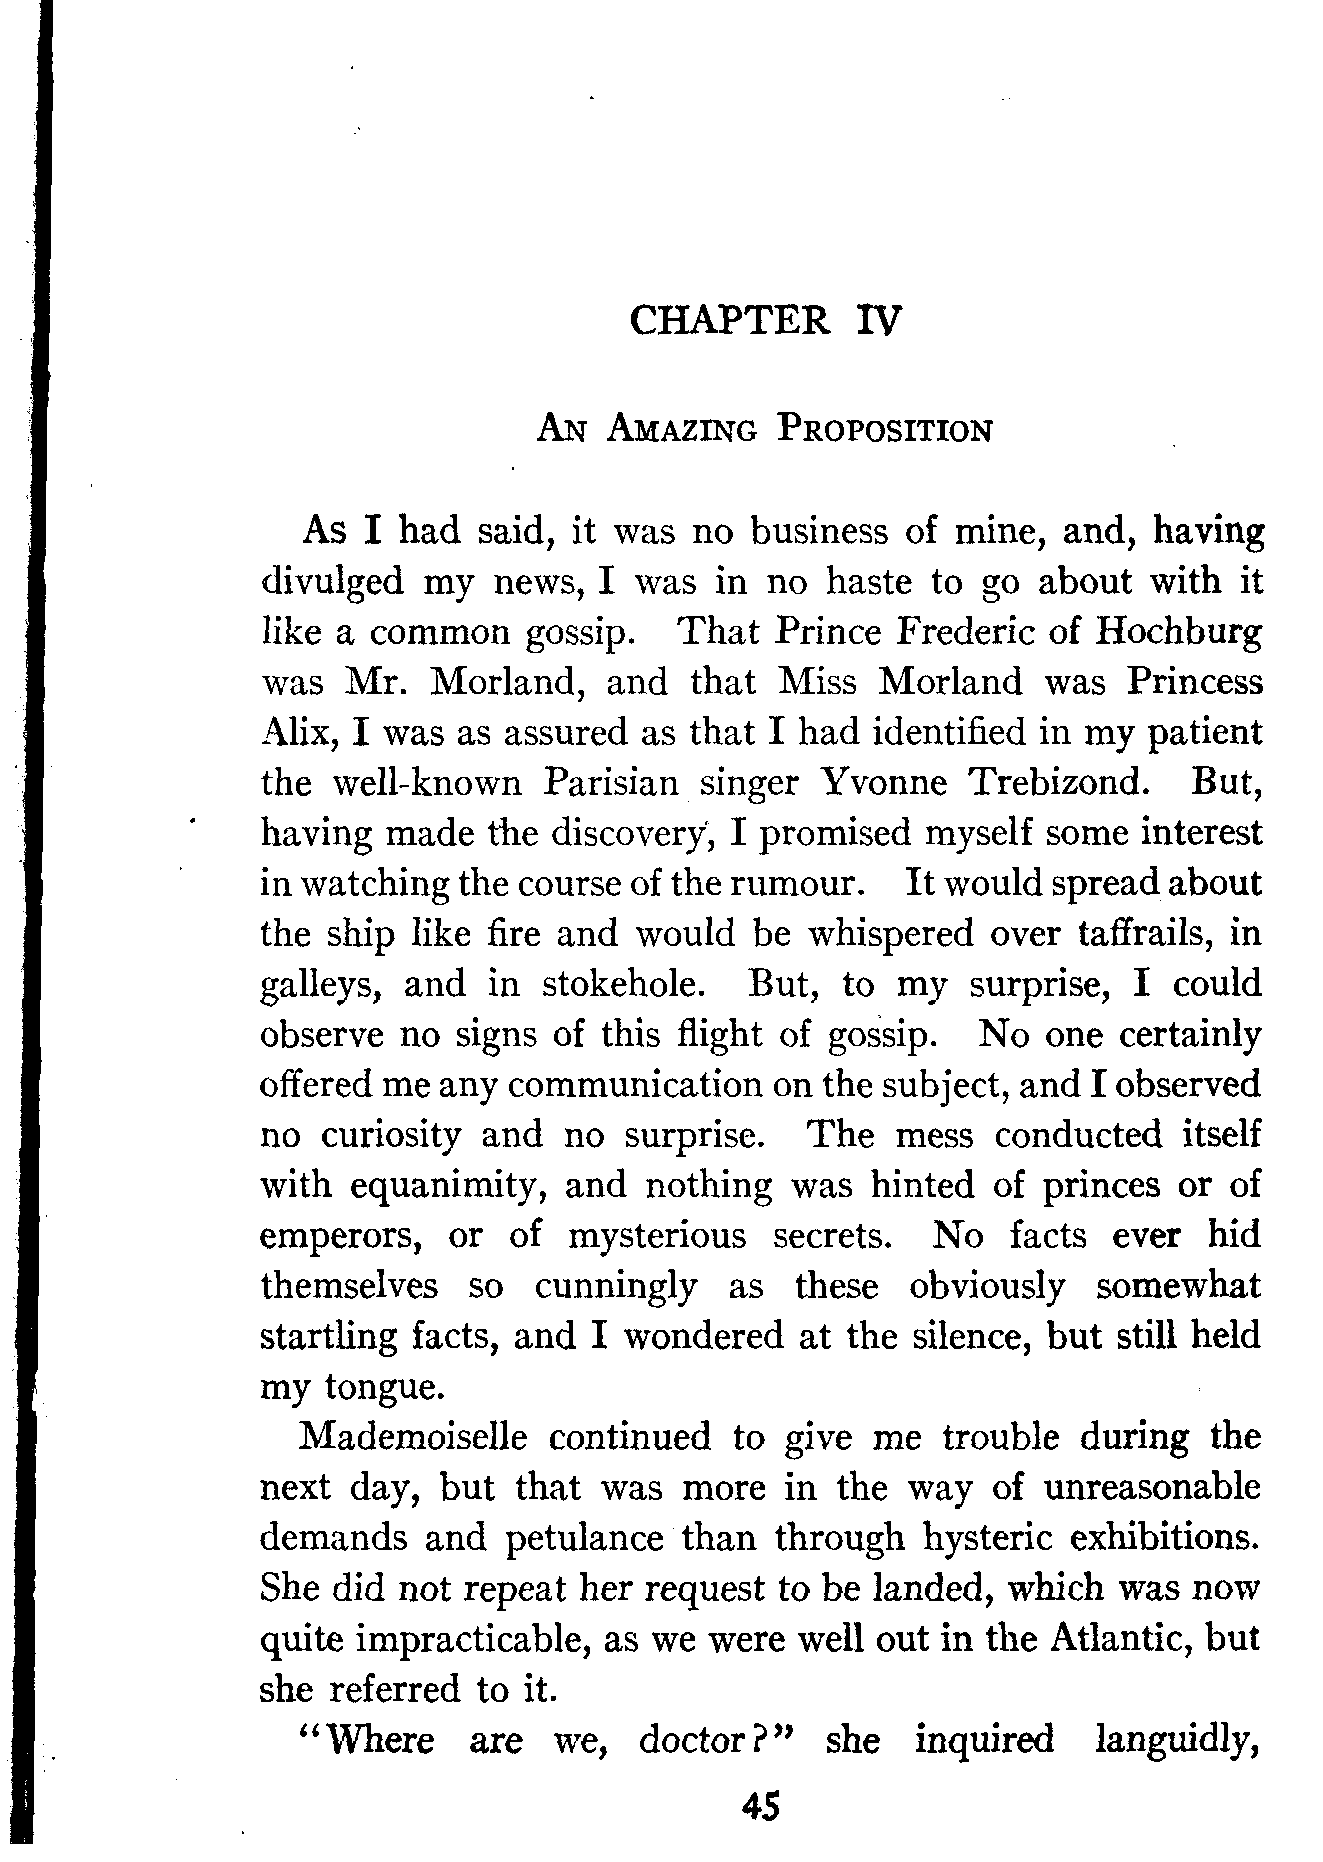 CHAPTER IV
An Amazing Proposition
As I had said, it was no business of mine, and, having
divulged my news, I was in no haste to go about with it
like a common gossip. That Prince Frederic of Hochburg
was Mr. Morland, and that Miss Morland was Princess
Alix, I was as assured as that I had identified in my patient
the well-known Parisian singer Yvonne Trebizond. But,
having made the discovery, I promised myself some interest
in watching the course of the rumour. It would spread about
the ship like fire and would be whispered over taffrails, in
galleys, and in stokehole. But, to my surprise, I could
observe no signs of this flight of gossip. No one certainly
offered me any communication on the subject, and I observed
no curiosity and no surprise. The mess conducted itself
with equanimity, and nothing was hinted of princes or of
emperors, or of mysterious secrets. No facts ever hid
themselves so cunningly as these obviously somewhat
startling facts, and I wondered at the silence, but still held
my tongue.
Mademoiselle continued to give me trouble during the
next day, but that was more in the way of unreasonable
demands and petulance than through hysteric exhibitions.
She did not repeat her request to be landed, which was now
quite impracticable, as we were well out in the Atlantic, but
she referred to it.
"Where are we, doctor?" she inquired languidly,
45